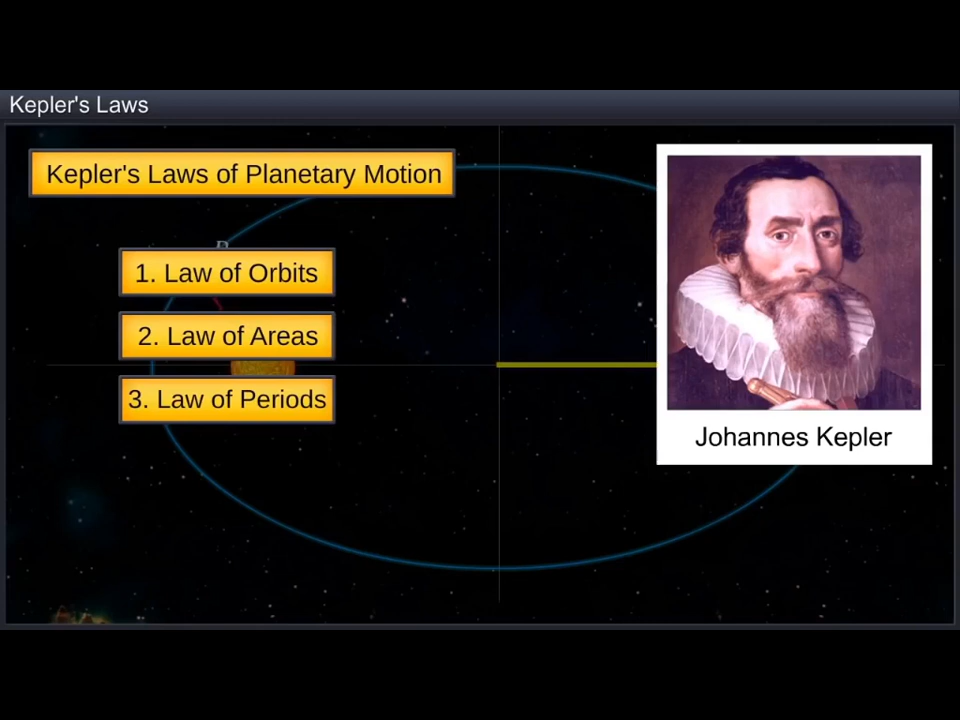 Kepler's Laws
Kepler's Laws of Planetary Motion
1. Law of Orbits
2. Law of Areas
3. Law of Periods
Johannes Kepler